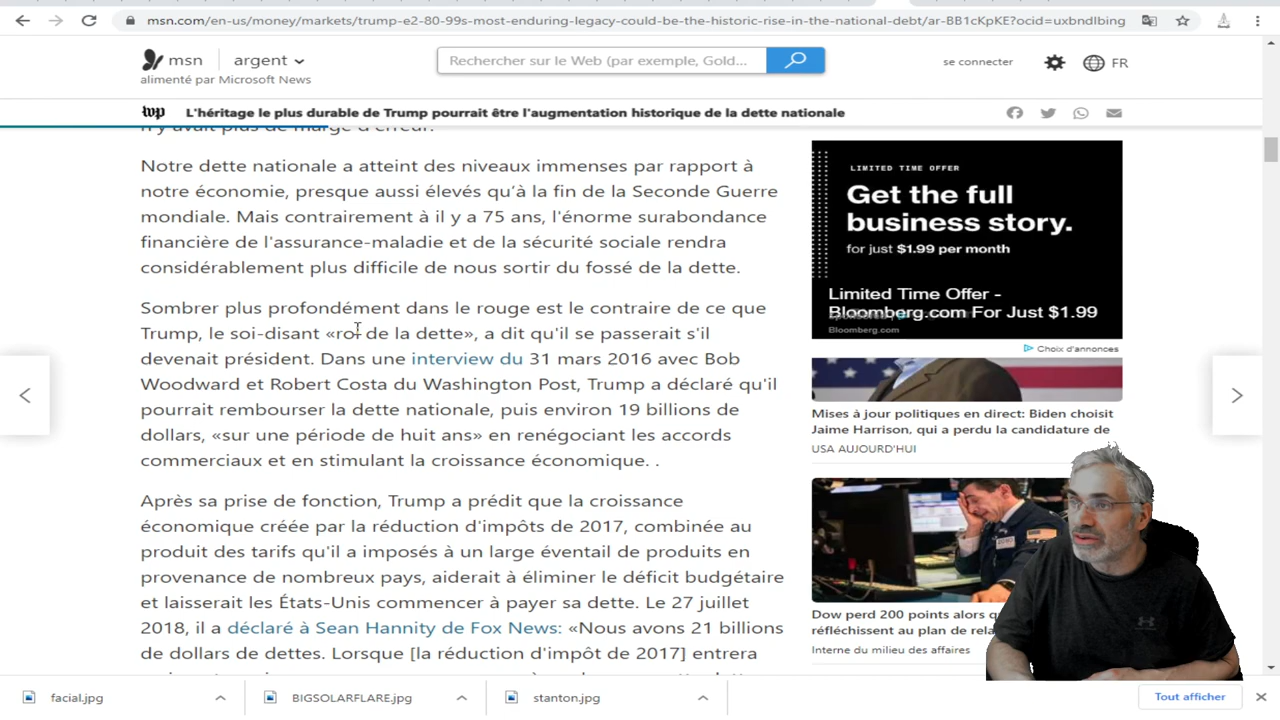 msn.com/en-us/money/markets/trump-e2-80-99s-most-enduring-legacy-could-be-the-historic-rise-in-the-national-debt/ar-BB1cKpKE?ocid=uxbndlbing
msn
argent
alimenté par Microsoft News
Rechercher sur le Web (par exemple, Gold...
se connecter
FR
wp
L'héritage le plus durable de Trump pourrait être l'augmentation historique de la dette nationale
Il y avait plus de marge d'erreur.
Notre dette nationale a atteint des niveaux immenses par rapport à
notre économie, presque aussi élevés qu'à la fin de la Seconde Guerre
mondiale. Mais contrairement à il y a 75 ans, l'énorme surabondance
financière de l'assurance-maladie et de la sécurité sociale rendra
considérablement plus difficile de nous sortir du fossé de la dette.
Sombrer plus profondément dans le rouge est le contraire de ce que
Trump, le soi-disant «roi de la dette», a dit qu'il se passerait s'il
devenait président. Dans une interview du 31 mars 2016 avec Bob
Woodward et Robert Costa du Washington Post, Trump a déclaré qu'il
pourrait rembourser la dette nationale, puis environ 19 billions de
dollars, «sur une période de huit ans» en renégociant les accords
commerciaux et en stimulant la croissance économique. .
Après sa prise de fonction, Trump a prédit que la croissance
économique créée par la réduction d'impôts de 2017, combinée au
produit des tarifs qu'il a imposés à un large éventail de produits en
provenance de nombreux pays, aiderait à éliminer le déficit budgétaire
et laisserait les États-Unis commencer à payer sa dette. Le 27 juillet
2018, il a déclaré à Sean Hannity de Fox News: «Nous avons 21 billions
de dollars de dettes. Lorsque [la réduction d'impôt de 2017] entrera
LIMITED TIME OFFER
Get the full
business story.
for just $1.99 per month
Limited Time Offer -
Bloomberg.com For Just $1.99
Bloomberg.com
Choix d'annonces
Mises à jour politiques en direct: Biden choisit
Jaime Harrison, qui a perdu la candidature de
USA AUJOURD'HUI
Dow perd 200 points alors
réfléchissent au plan de
Interne du milieu des affaires
facial.jpg
BIGSOLARFLARE.jpg
stanton.jpg
Tout afficher